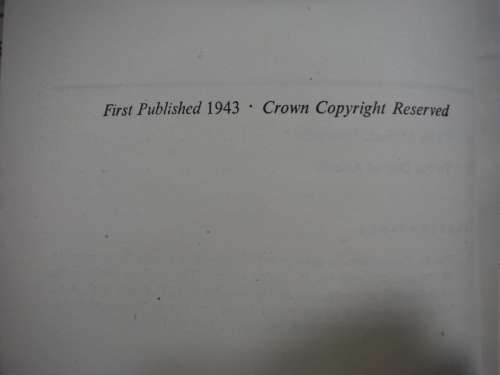 First Published 1943 · Crown Copyright Reserved